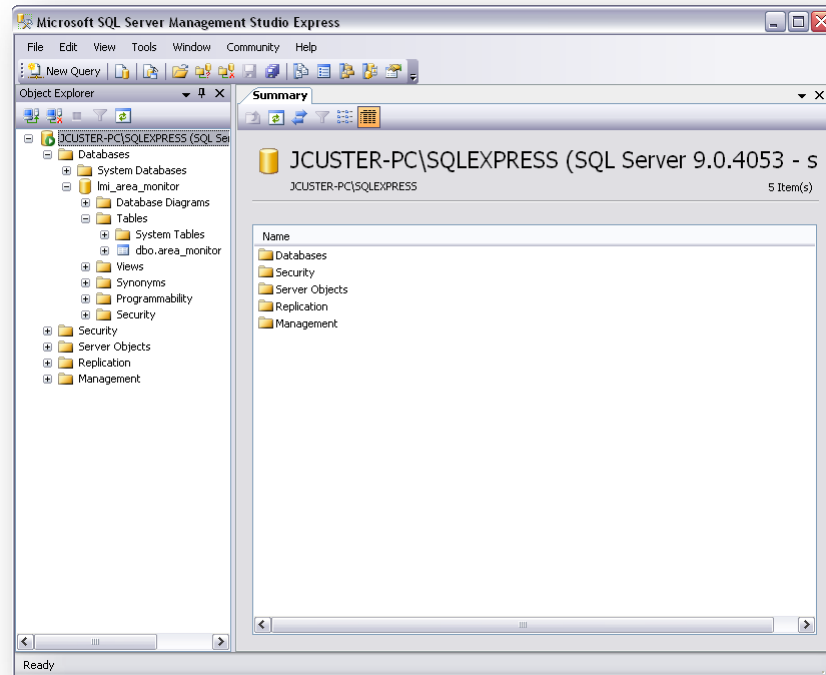 Microsoft SQL Server Management Studio Express
File Edit View Tools Window Community Help
New Query
Object Explorer
JCUSTER-PC\SQLEXPRESS (SQL Ser
Databases
System Databases
lmi_area_monitor
Database Diagrams
Tables
System Tables
dbo.area_monitor
Views
Synonyms
Programmability
Security
Security
Server Objects
Replication
Management
Summary
JCUSTER-PC\SQLEXPRESS (SQL Server 9.0.4053 - s
JCUSTER-PC\SQLEXPRESS
5 Item(s)
Name
Databases
Security
Server Objects
Replication
Management
Ready